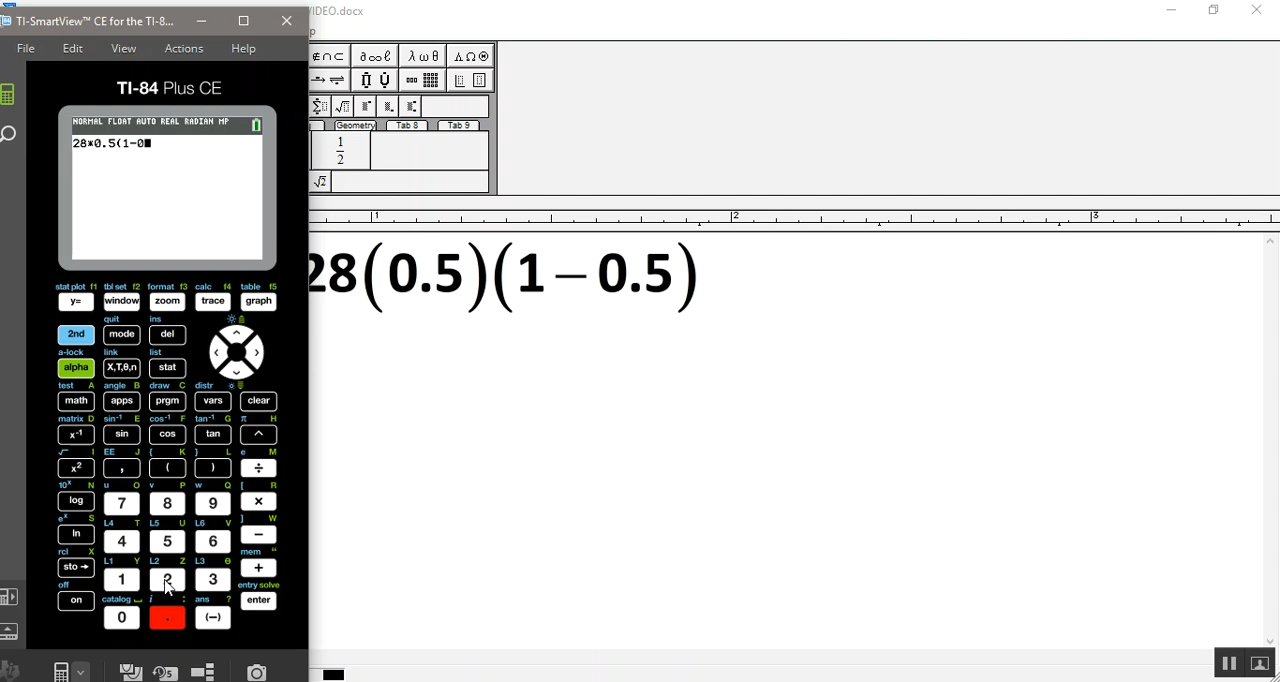 TI-SmartView™ CE for the TI-8...
VIDEO.docx
File Edit View Actions Help
TI-84 Plus CE
NORMAL FLOAT AUTO REAL RADIAN MP
28*0.5(1-0
∉∩⊂ ∂∞ℓ λωθ ΛΩ⊗
Geometry Tab 8 Tab 9
1
2
√2
1 2 3
28(0.5)(1−0.5)
stat plot f1 tbl set f2 format f3 calc f4 table f5
y= window zoom trace graph
quit ins
2nd mode del
a-lock link list
alpha X,T,θ,n stat
test A angle B draw C distr
math apps prgm vars clear
matrix D sin⁻¹ E cos⁻¹ F tan⁻¹ G π H
x⁻¹ sin cos tan ^
√ I EE J { K } L e M
x² , ( ) ÷
10ˣ N u O v P w Q [ R
log 7 8 9 ×
eˣ S L4 T L5 U L6 V ] W
ln 4 5 6 −
rcl X L1 Y L2 Z L3 θ mem "
sto→ 1 2 3 +
off catalog i : ans ? entry solve
on 0 . (−) enter